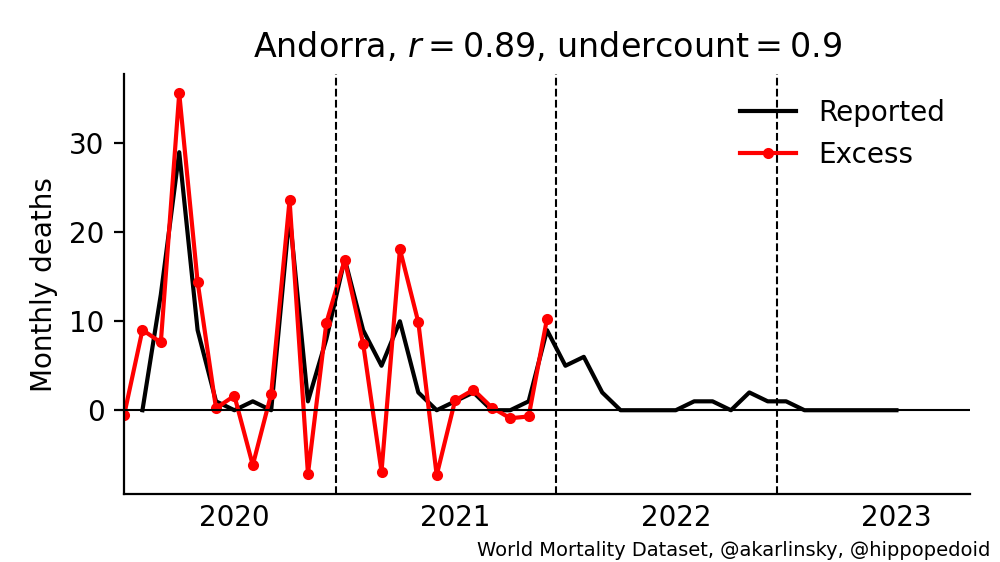 Andorra, r = 0.89, undercount = 0.9
Reported
Excess
Monthly deaths
30
20
10
0
2020 2021 2022 2023
World Mortality Dataset, @akarlinsky, @hippopedoid